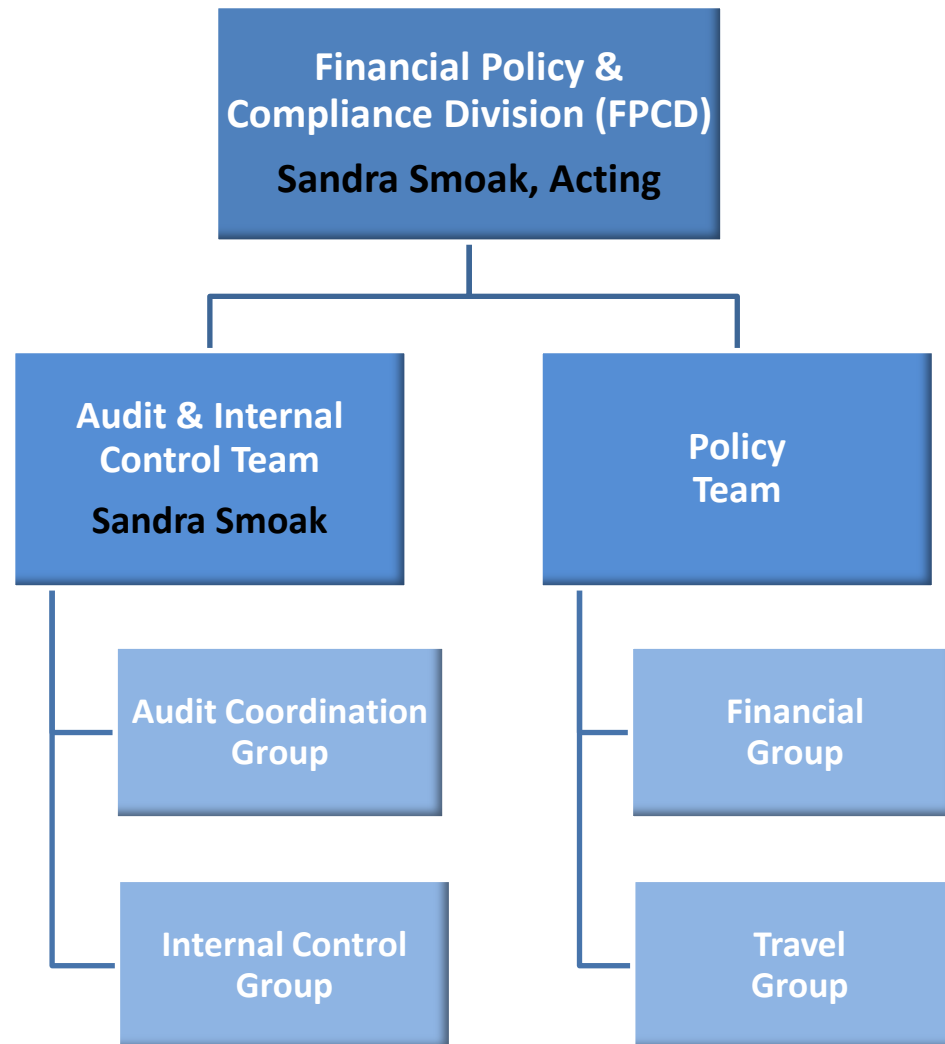 Financial Policy &
Compliance Division (FPCD)
Sandra Smoak, Acting
Audit & Internal
Control Team
Sandra Smoak
Policy
Team
Audit Coordination
Group
Financial
Group
Internal Control
Group
Travel
Group